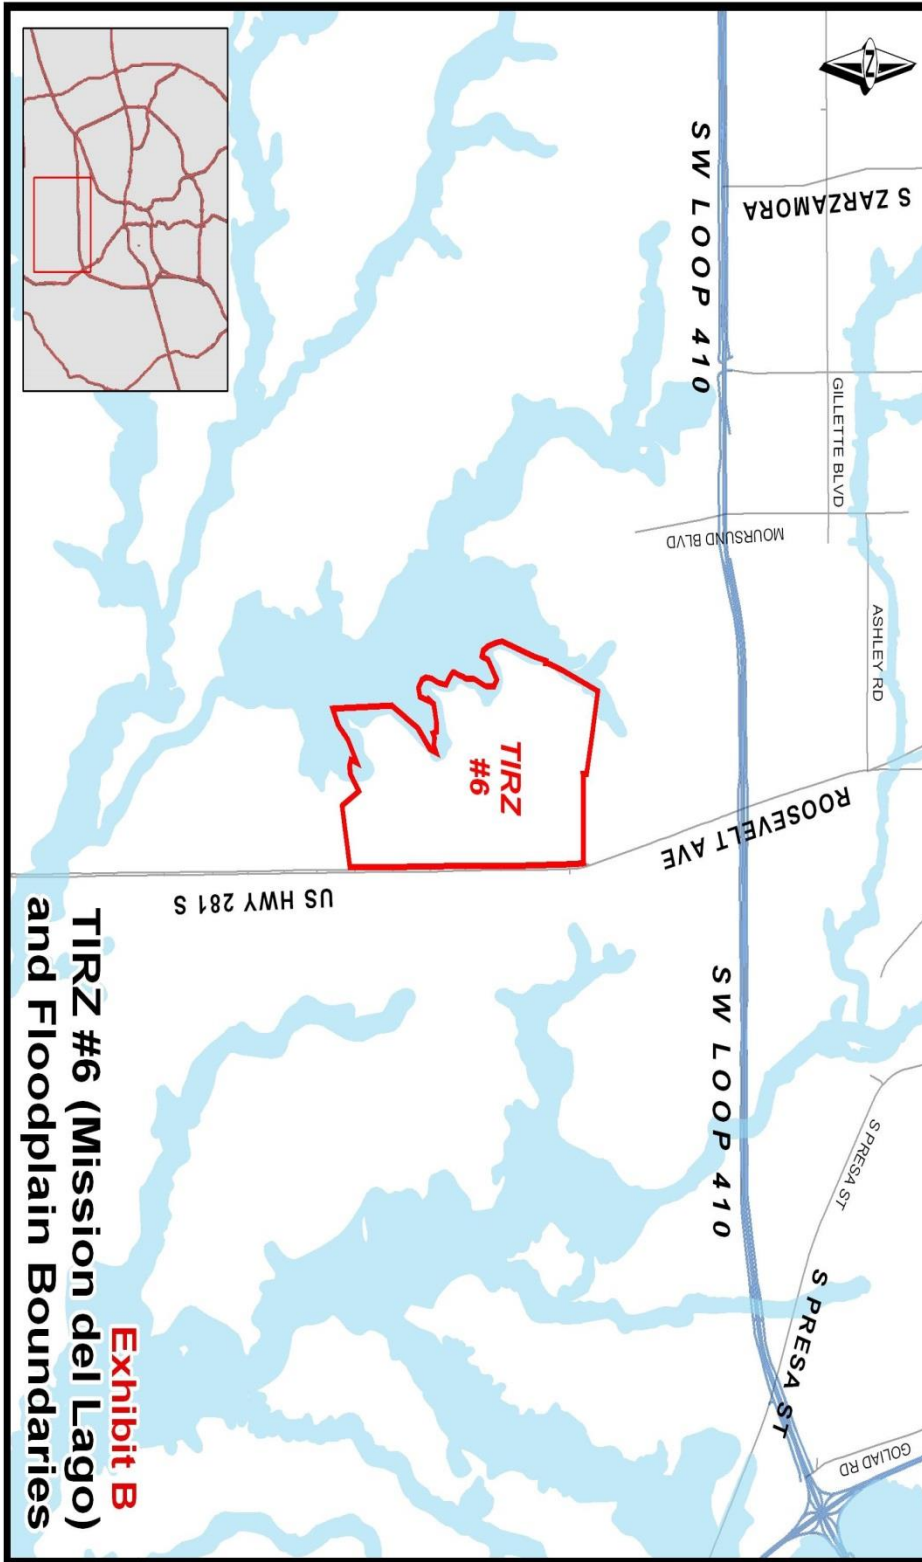 N
S ZARZAMORA
SW LOOP 410
GILLETTE BLVD
MOURSUND BLVD
ASHLEY RD
ROOSEVELT AVE
TIRZ
#6
US HWY 281 S
SW LOOP 410
S PRESA ST
S PRESA ST
GOLIAD RD
Exhibit B
TIRZ #6 (Mission del Lago)
and Floodplain Boundaries